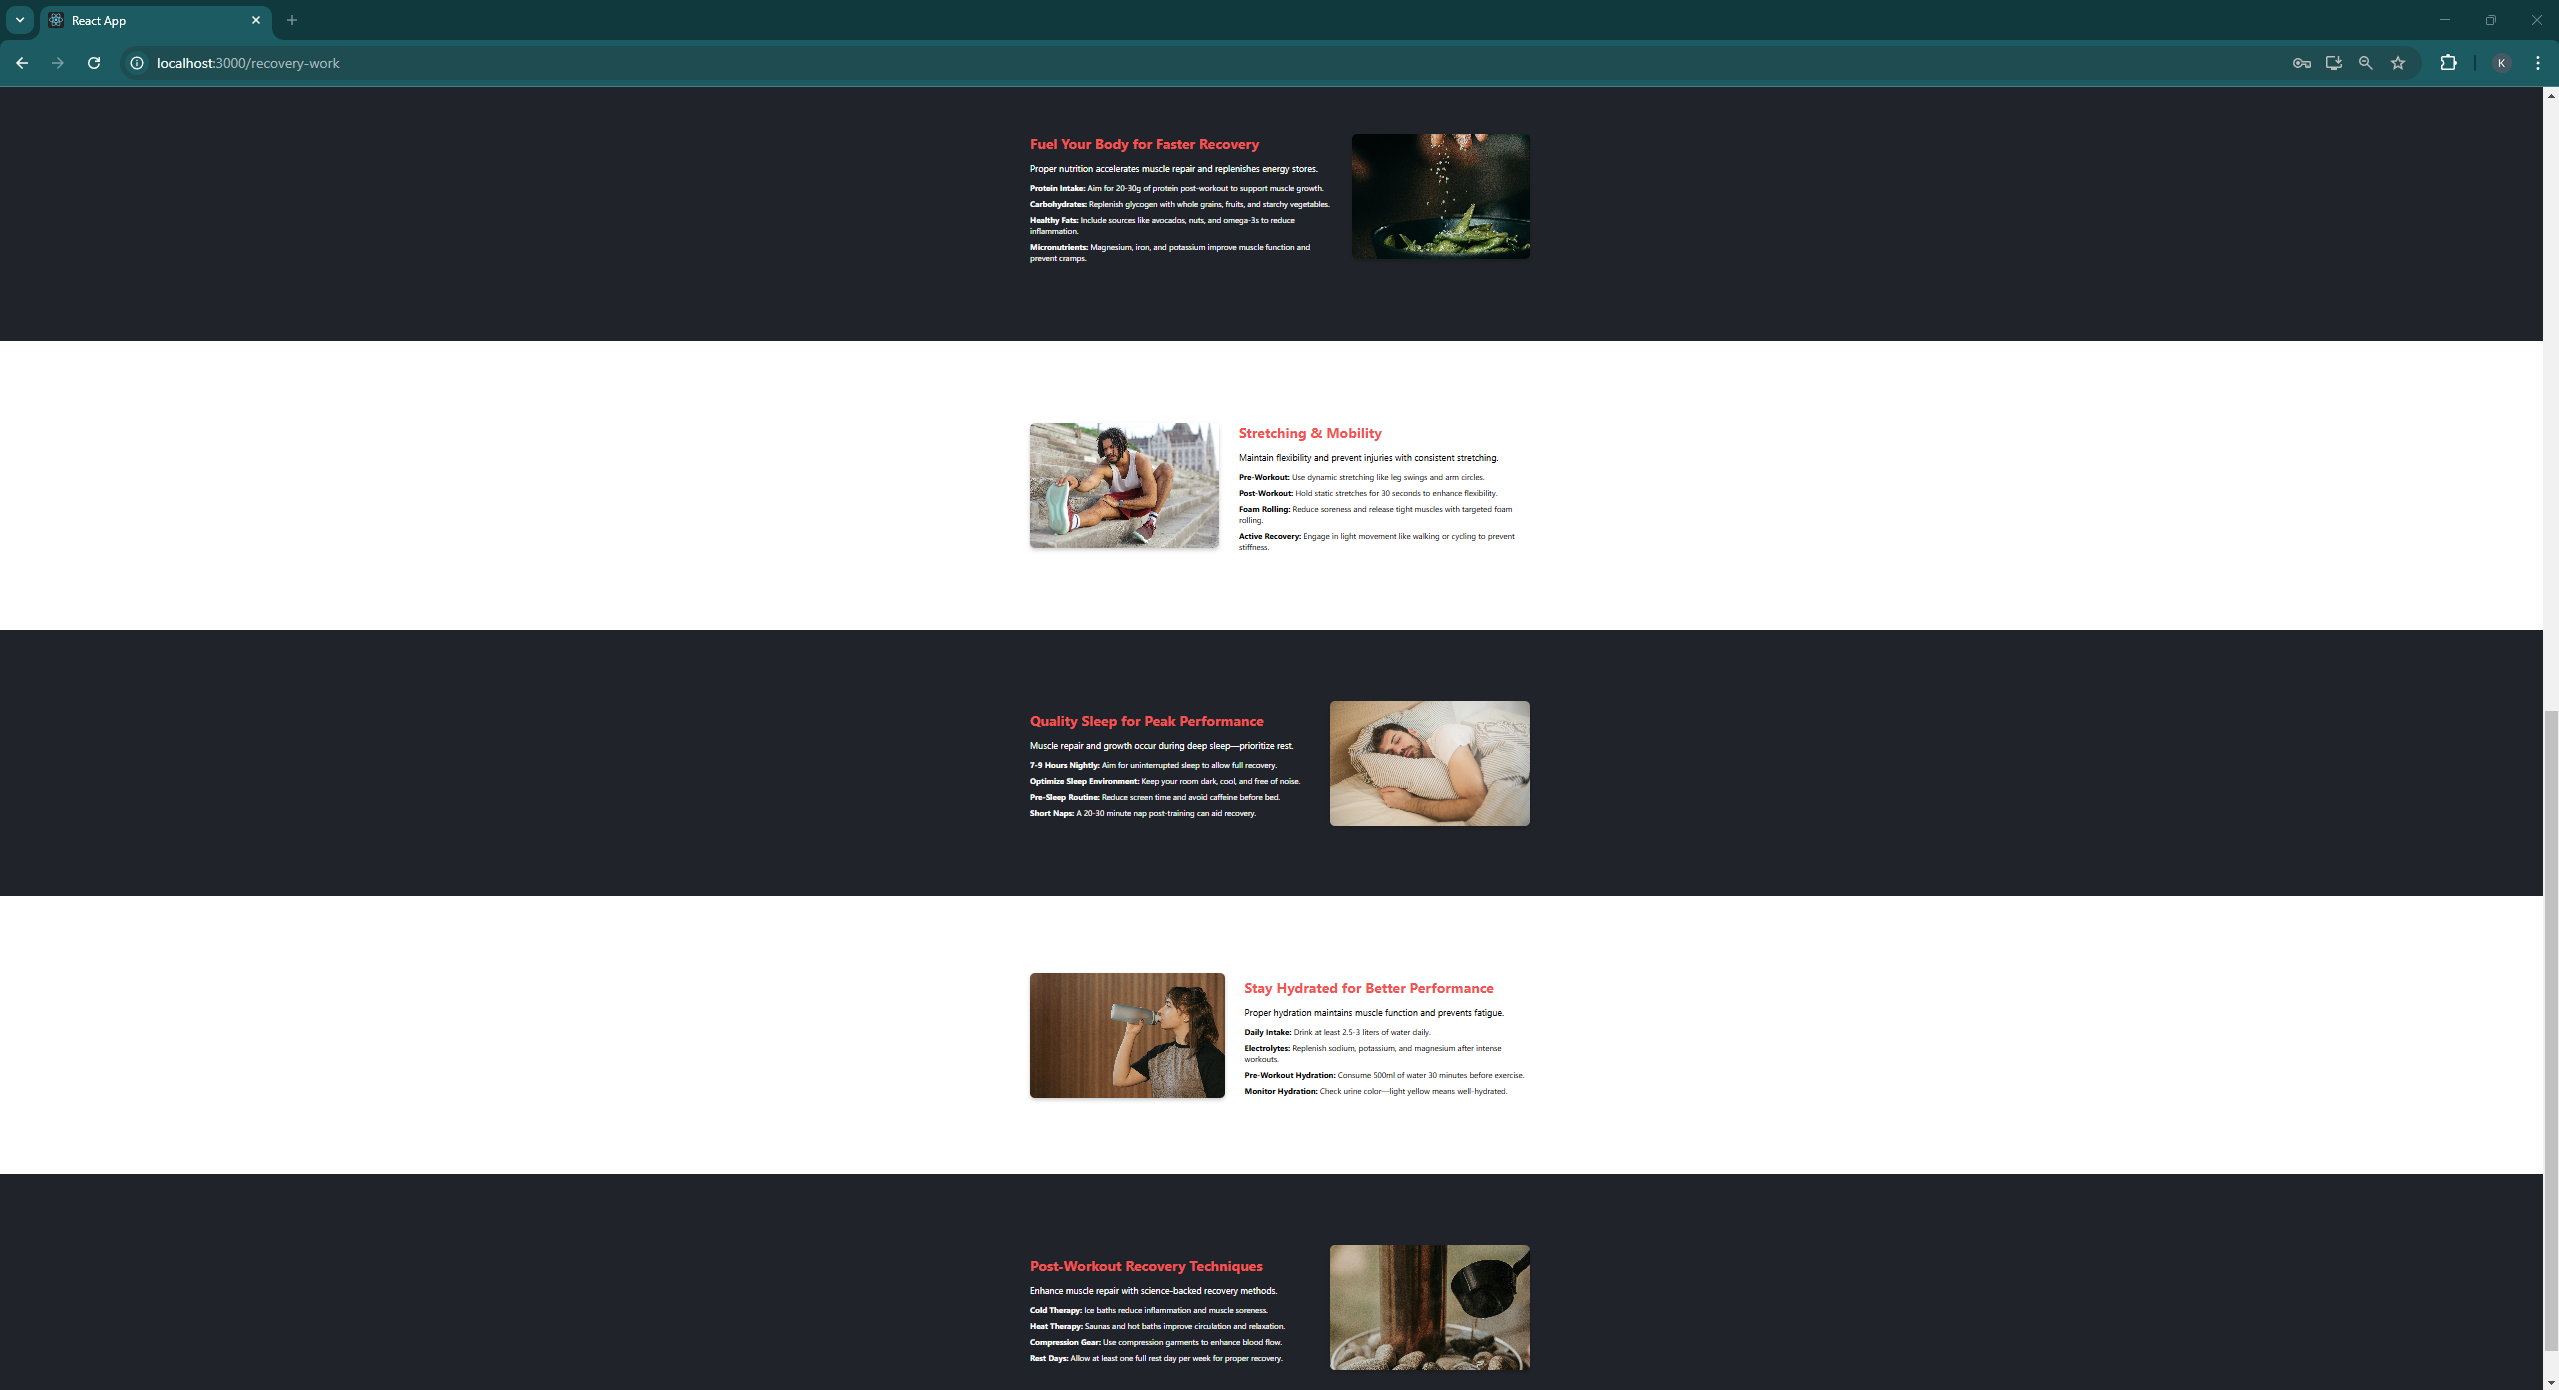 React App
localhost:3000/recovery-work
K
Fuel Your Body for Faster Recovery
Proper nutrition accelerates muscle repair and replenishes energy stores.
Protein Intake: Aim for 20-30g of protein post-workout to support muscle growth.
Carbohydrates: Replenish glycogen with whole grains, fruits, and starchy vegetables.
Healthy Fats: Include sources like avocados, nuts, and omega-3s to reduce
inflammation.
Micronutrients: Magnesium, iron, and potassium improve muscle function and
prevent cramps.
Stretching & Mobility
Maintain flexibility and prevent injuries with consistent stretching.
Pre-Workout: Use dynamic stretching like leg swings and arm circles.
Post-Workout: Hold static stretches for 30 seconds to enhance flexibility.
Foam Rolling: Reduce soreness and release tight muscles with targeted foam
rolling.
Active Recovery: Engage in light movement like walking or cycling to prevent
stiffness.
Quality Sleep for Peak Performance
Muscle repair and growth occur during deep sleep—prioritize rest.
7-9 Hours Nightly: Aim for uninterrupted sleep to allow full recovery.
Optimize Sleep Environment: Keep your room dark, cool, and free of noise.
Pre-Sleep Routine: Reduce screen time and avoid caffeine before bed.
Short Naps: A 20-30 minute nap post-training can aid recovery.
Stay Hydrated for Better Performance
Proper hydration maintains muscle function and prevents fatigue.
Daily Intake: Drink at least 2.5-3 liters of water daily.
Electrolytes: Replenish sodium, potassium, and magnesium after intense
workouts.
Pre-Workout Hydration: Consume 500ml of water 30 minutes before exercise.
Monitor Hydration: Check urine color—light yellow means well-hydrated.
Post-Workout Recovery Techniques
Enhance muscle repair with science-backed recovery methods.
Cold Therapy: Ice baths reduce inflammation and muscle soreness.
Heat Therapy: Saunas and hot baths improve circulation and relaxation.
Compression Gear: Use compression garments to enhance blood flow.
Rest Days: Allow at least one full rest day per week for proper recovery.